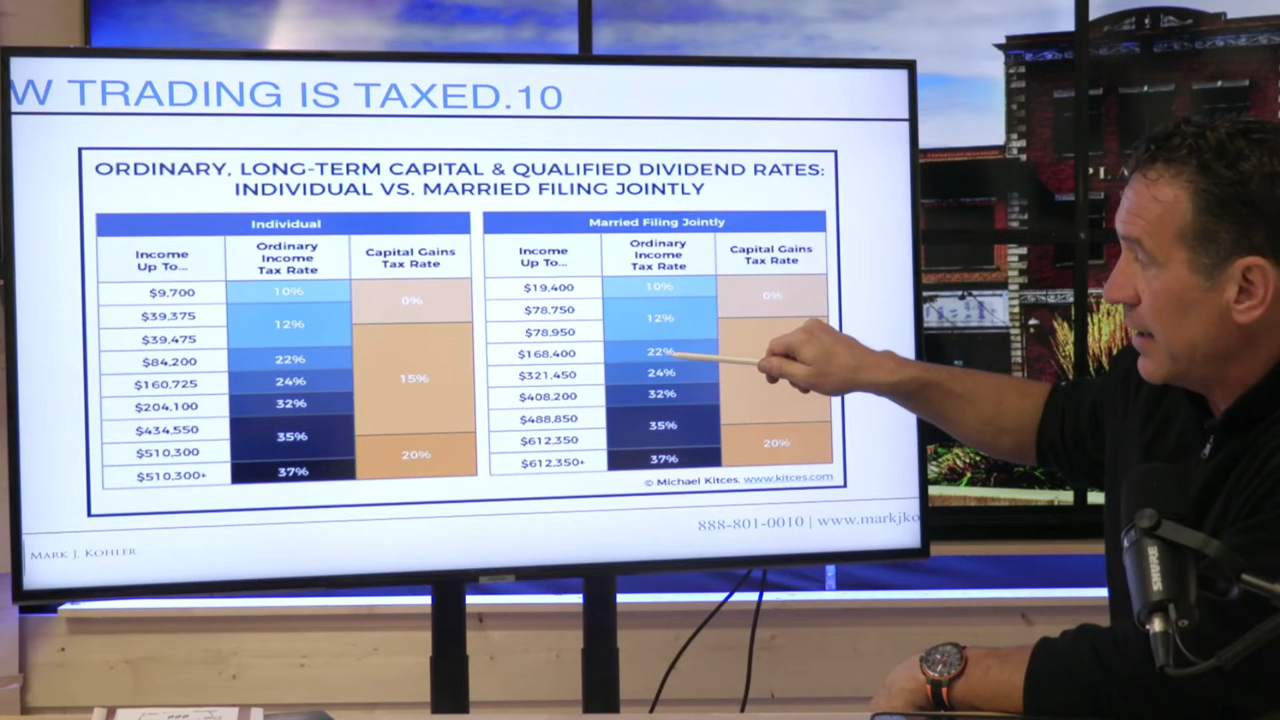 W TRADING IS TAXED.10
ORDINARY, LONG-TERM CAPITAL & QUALIFIED DIVIDEND RATES:
INDIVIDUAL VS. MARRIED FILING JOINTLY
Individual
Income Up To... Ordinary Income Tax Rate Capital Gains Tax Rate
$9,700 10% 0%
$39,375 12%
$39,475
$84,200 22%
$160,725 24% 15%
$204,100 32%
$434,550 35%
$510,300 20%
$510,300+ 37%
Married Filing Jointly
Income Up To... Ordinary Income Tax Rate Capital Gains Tax Rate
$19,400 10% 0%
$78,750 12%
$78,950
$168,400 22%
$321,450 24%
$408,200 32%
$488,850 35%
$612,350 20%
$612,350+ 37%
© Michael Kitces, www.kitces.com
888-801-0010 | www.markjko
MARK J. KOHLER
PLA
SHURE